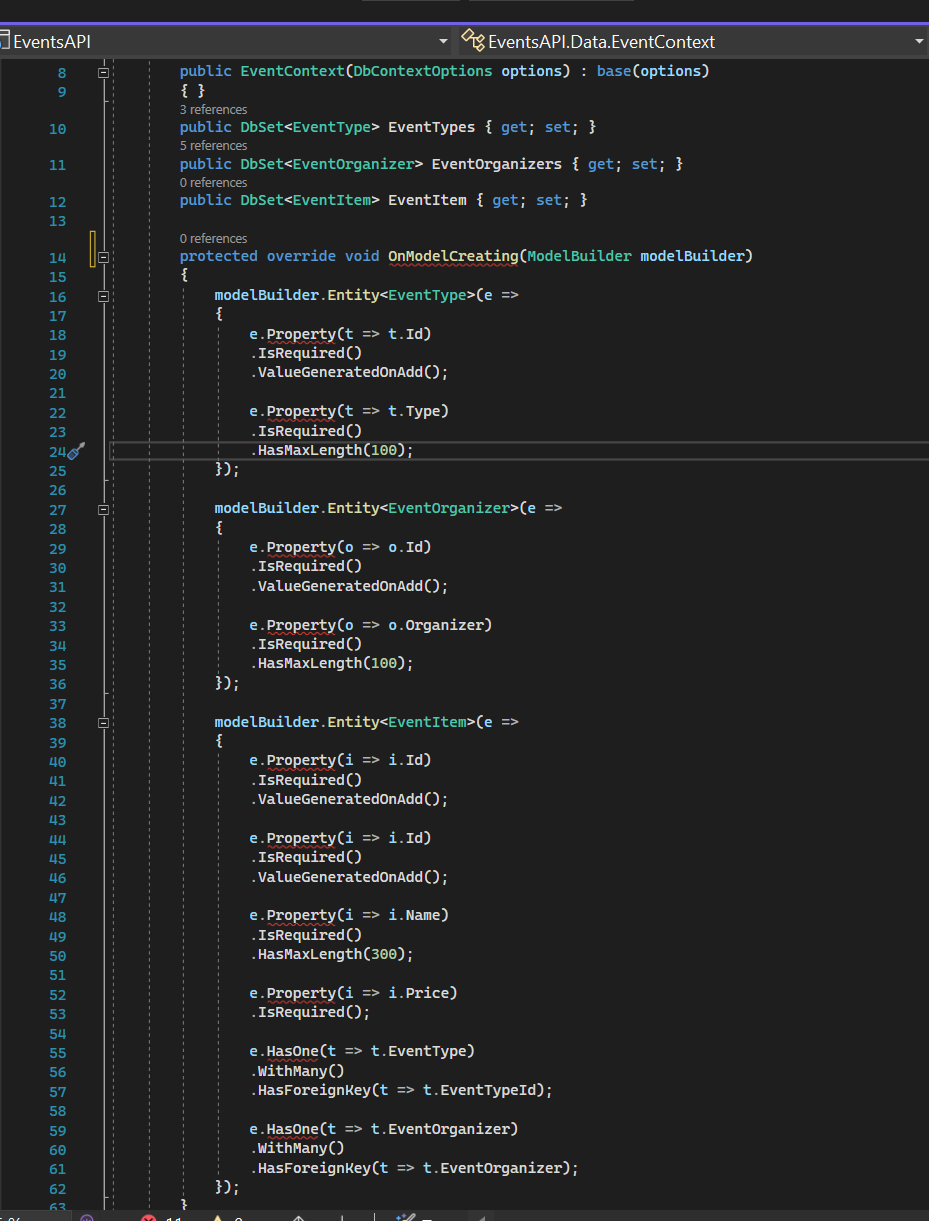 EventsAPI EventsAPI.Data.EventContext
8 public EventContext(DbContextOptions options) : base(options)
9 { }
3 references
10 public DbSet<EventType> EventTypes { get; set; }
5 references
11 public DbSet<EventOrganizer> EventOrganizers { get; set; }
0 references
12 public DbSet<EventItem> EventItem { get; set; }
13
0 references
14 protected override void OnModelCreating(ModelBuilder modelBuilder)
15 {
16 modelBuilder.Entity<EventType>(e =>
17 {
18 e.Property(t => t.Id)
19 .IsRequired()
20 .ValueGeneratedOnAdd();
21
22 e.Property(t => t.Type)
23 .IsRequired()
24 .HasMaxLength(100);
25 });
26
27 modelBuilder.Entity<EventOrganizer>(e =>
28 {
29 e.Property(o => o.Id)
30 .IsRequired()
31 .ValueGeneratedOnAdd();
32
33 e.Property(o => o.Organizer)
34 .IsRequired()
35 .HasMaxLength(100);
36 });
37
38 modelBuilder.Entity<EventItem>(e =>
39 {
40 e.Property(i => i.Id)
41 .IsRequired()
42 .ValueGeneratedOnAdd();
43
44 e.Property(i => i.Id)
45 .IsRequired()
46 .ValueGeneratedOnAdd();
47
48 e.Property(i => i.Name)
49 .IsRequired()
50 .HasMaxLength(300);
51
52 e.Property(i => i.Price)
53 .IsRequired();
54
55 e.HasOne(t => t.EventType)
56 .WithMany()
57 .HasForeignKey(t => t.EventTypeId);
58
59 e.HasOne(t => t.EventOrganizer)
60 .WithMany()
61 .HasForeignKey(t => t.EventOrganizer);
62 });
63 }